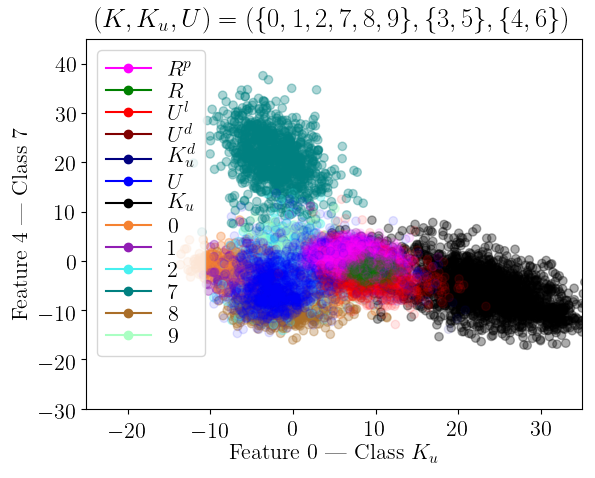 (K, K_u, U) = ({0, 1, 2, 7, 8, 9}, {3, 5}, {4, 6})
Feature 4 — Class 7
40
30
20
10
0
−10
−20
−30
R^p
R
U^l
U^d
K_u^d
U
K_u
0
1
2
7
8
9
−20
−10
0
10
20
30
Feature 0 — Class K_u